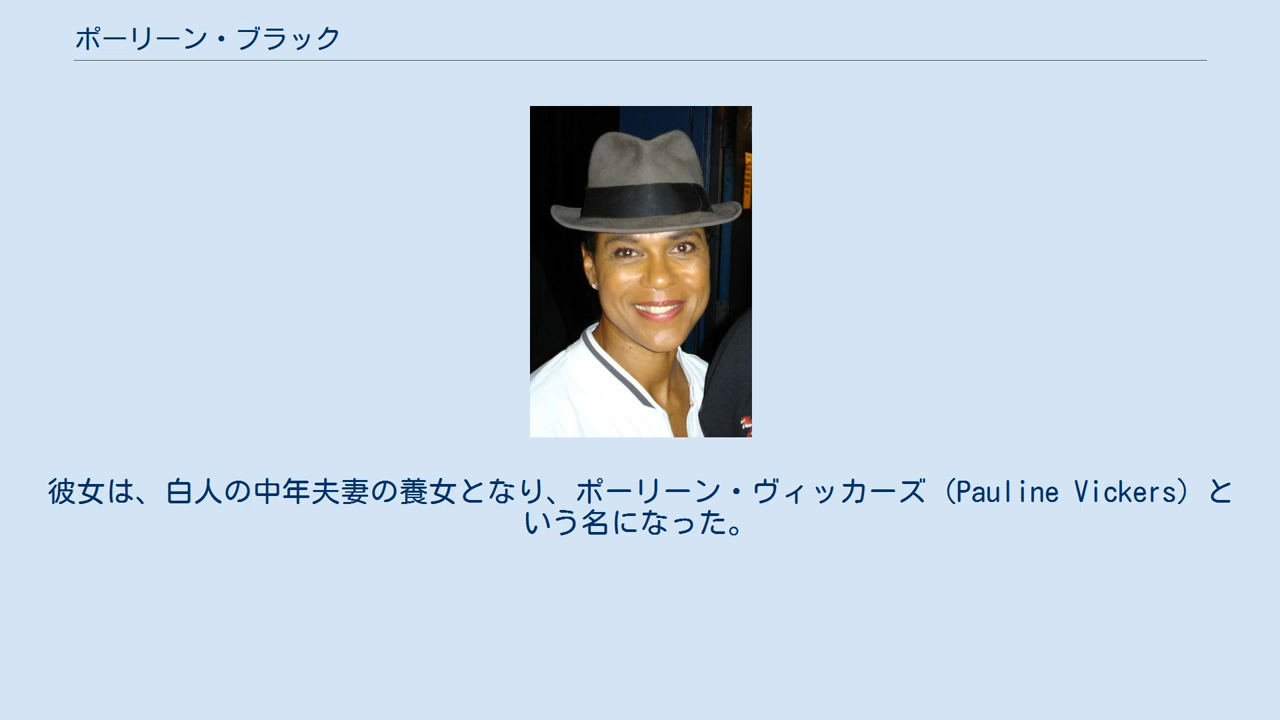 ポーリーン・ブラック
彼女は、白人の中年夫妻の養女となり、ポーリーン・ヴィッカーズ（Pauline Vickers）と
いう名になった。